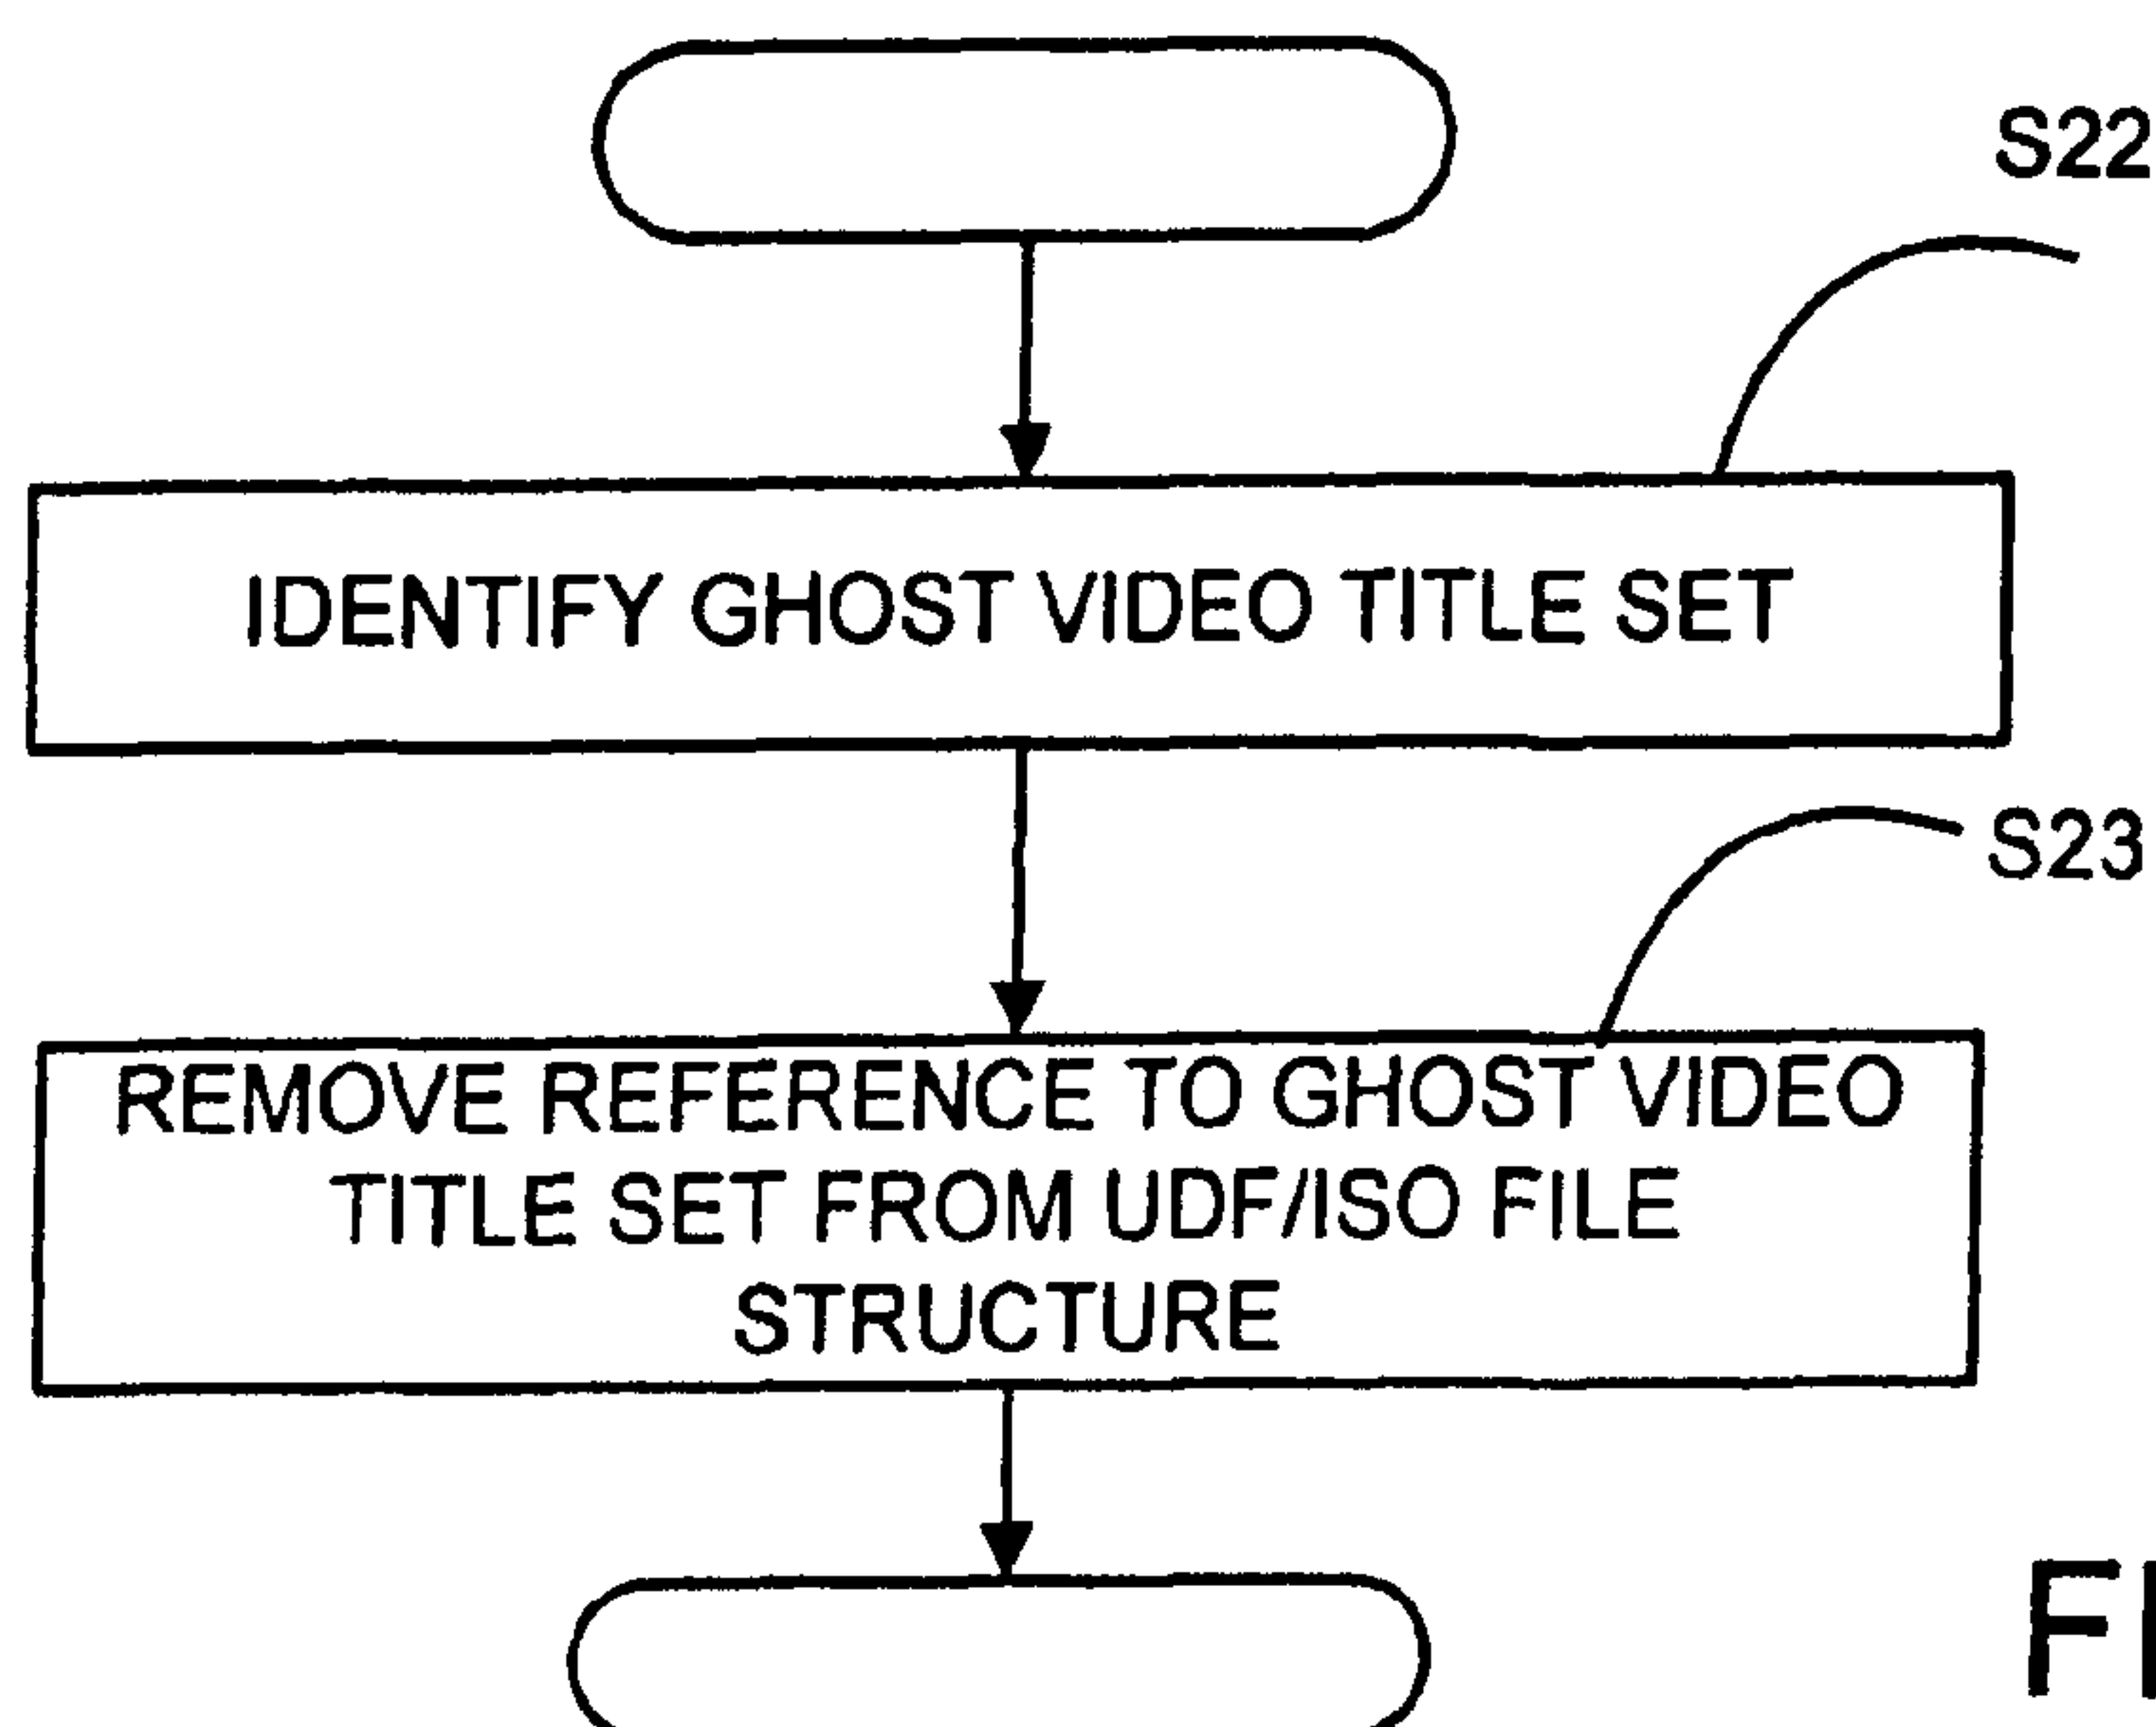 S22
IDENTIFY GHOST VIDEO TITLE SET
S23
REMOVE REFERENCE TO GHOST VIDEO
TITLE SET FROM UDF/ISO FILE
STRUCTURE